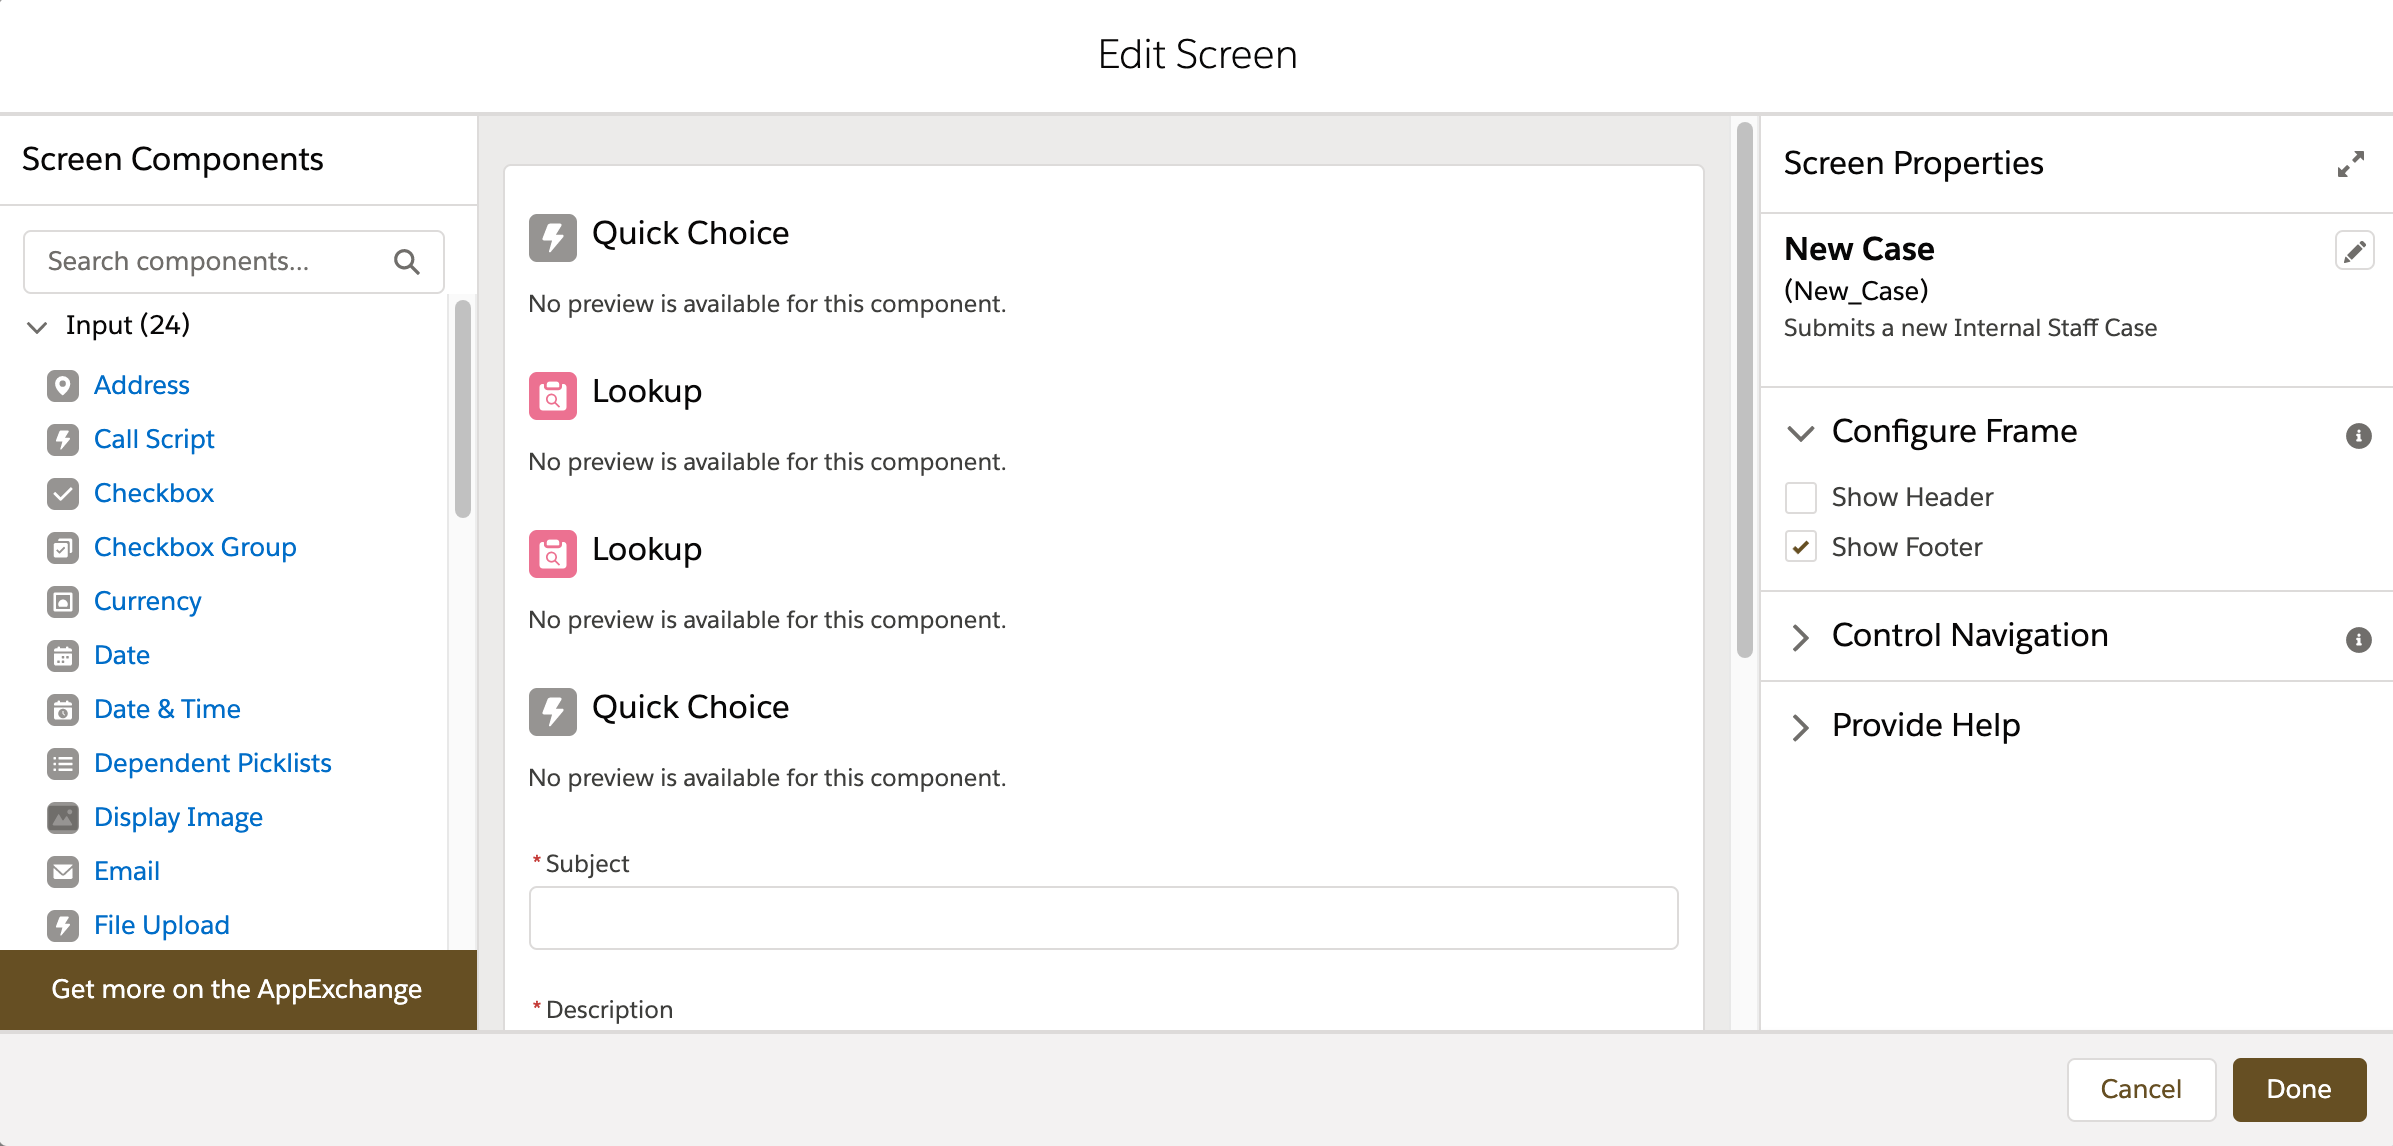 Edit Screen
Screen Components
Search components...
Input (24)
Address
Call Script
Checkbox
Checkbox Group
Currency
Date
Date & Time
Dependent Picklists
Display Image
Email
File Upload
Get more on the AppExchange
Quick Choice
No preview is available for this component.
Lookup
No preview is available for this component.
Lookup
No preview is available for this component.
Quick Choice
No preview is available for this component.
* Subject
* Description
Screen Properties
New Case
(New_Case)
Submits a new Internal Staff Case
Configure Frame
Show Header
Show Footer
Control Navigation
Provide Help
Cancel
Done